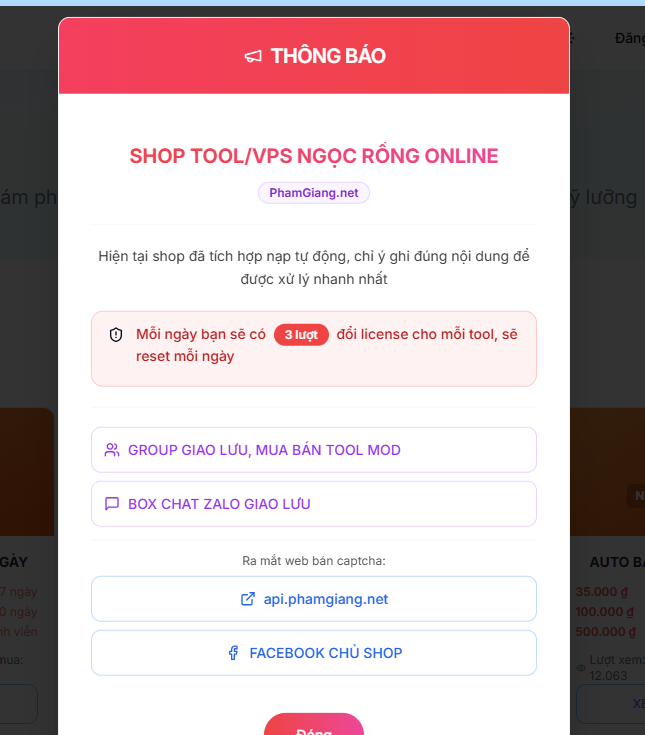 THÔNG BÁO
Đăng
SHOP TOOL/VPS NGỌC RỒNG ONLINE
PhamGiang.net
ám ph
ỹ lưỡng
Hiện tại shop đã tích hợp nạp tự động, chỉ ý ghi đúng nội dung để
được xử lý nhanh nhất
Mỗi ngày bạn sẽ có 3 lượt đổi license cho mỗi tool, sẽ
reset mỗi ngày
GROUP GIAO LƯU, MUA BÁN TOOL MOD
BOX CHAT ZALO GIAO LƯU
N
Ra mắt web bán captcha:
GÀY
AUTO BÁ
api.phamgiang.net
7 ngày
35.000 ₫
0 ngày
100.000 ₫
nh viễn
500.000 ₫
FACEBOOK CHỦ SHOP
mua:
Lượt xem:
12.063
XE
Đóng